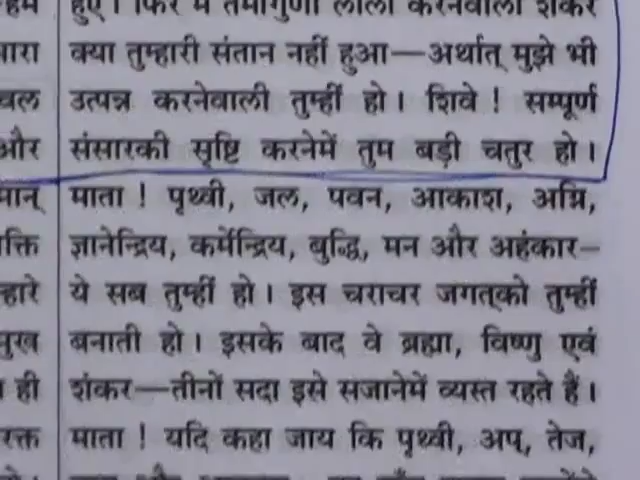 हुए। फिर मैं तमोगुणी लीला करनेवाला शंकर
क्या तुम्हारी संतान नहीं हुआ—अर्थात् मुझे भी
उत्पन्न करनेवाली तुम्हीं हो। शिवे! सम्पूर्ण
और संसारकी सृष्टि करनेमें तुम बड़ी चतुर हो।
माता! पृथ्वी, जल, पवन, आकाश, अग्नि,
ज्ञानेन्द्रिय, कर्मेन्द्रिय, बुद्धि, मन और अहंकार—
ये सब तुम्हीं हो। इस चराचर जगत्को तुम्हीं
बनाती हो। इसके बाद वे ब्रह्मा, विष्णु एवं
ही शंकर—तीनों सदा इसे सजानेमें व्यस्त रहते हैं।
माता! यदि कहा जाय कि पृथ्वी, अप्, तेज,